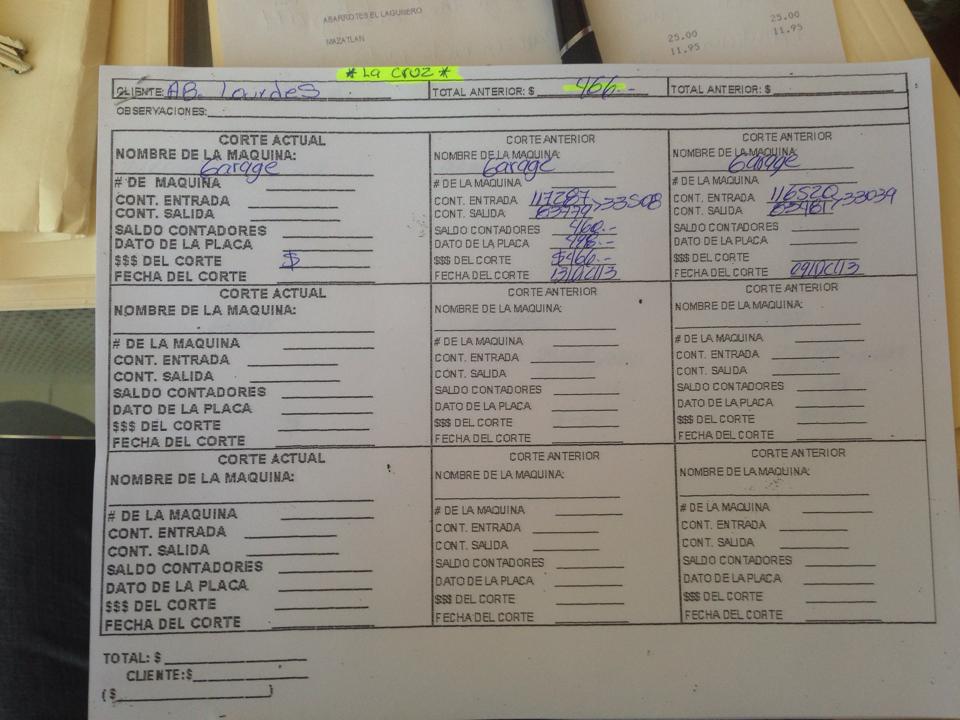 ABARROTES EL LAGUNERO
MAZATLAN
25.00 25.00
11.95 11.95
* La Cruz *
CLIENTE: AB. Lourdes TOTAL ANTERIOR: $ 466.-- TOTAL ANTERIOR: $
OBSERVACIONES:
CORTE ACTUAL
NOMBRE DE LA MAQUINA:
Garage
# DE MAQUINA
CONT. ENTRADA
CONT. SALIDA
SALDO CONTADORES
DATO DE LA PLACA
$$$ DEL CORTE $
FECHA DEL CORTE
CORTE ANTERIOR
NOMBRE DE LA MAQUINA:
Garage
# DE LA MAQUINA
CONT. ENTRADA 117287 > 33508
CONT. SALIDA 83779
SALDO CONTADORES
DATO DE LA PLACA
$$$ DEL CORTE $466.--
FECHA DEL CORTE 13/Oct/13
CORTE ANTERIOR
NOMBRE DE LA MAQUINA:
Garage
# DE LA MAQUINA
CONT. ENTRADA 116520 > 33039
CONT. SALIDA 83481
SALDO CONTADORES
DATO DE LA PLACA
$$$ DEL CORTE
FECHA DEL CORTE 09/Oct/13
CORTE ACTUAL
NOMBRE DE LA MAQUINA:
# DE LA MAQUINA
CONT. ENTRADA
CONT. SALIDA
SALDO CONTADORES
DATO DE LA PLACA
$$$ DEL CORTE
FECHA DEL CORTE
CORTE ANTERIOR
NOMBRE DE LA MAQUINA:
# DE LA MAQUINA
CONT. ENTRADA
CONT. SALIDA
SALDO CONTADORES
DATO DE LA PLACA
$$$ DEL CORTE
FECHA DEL CORTE
CORTE ANTERIOR
NOMBRE DE LA MAQUINA:
# DE LA MAQUINA
CONT. ENTRADA
CONT. SALIDA
SALDO CONTADORES
DATO DE LA PLACA
$$$ DEL CORTE
FECHA DEL CORTE
CORTE ACTUAL
NOMBRE DE LA MAQUINA:
# DE LA MAQUINA
CONT. ENTRADA
CONT. SALIDA
SALDO CONTADORES
DATO DE LA PLACA
$$$ DEL CORTE
FECHA DEL CORTE
CORTE ANTERIOR
NOMBRE DE LA MAQUINA:
# DE LA MAQUINA
CONT. ENTRADA
CONT. SALIDA
SALDO CONTADORES
DATO DE LA PLACA
$$$ DEL CORTE
FECHA DEL CORTE
CORTE ANTERIOR
NOMBRE DE LA MAQUINA:
# DE LA MAQUINA
CONT. ENTRADA
CONT. SALIDA
SALDO CONTADORES
DATO DE LA PLACA
$$$ DEL CORTE
FECHA DEL CORTE
TOTAL: $
CLIENTE:$
($ )